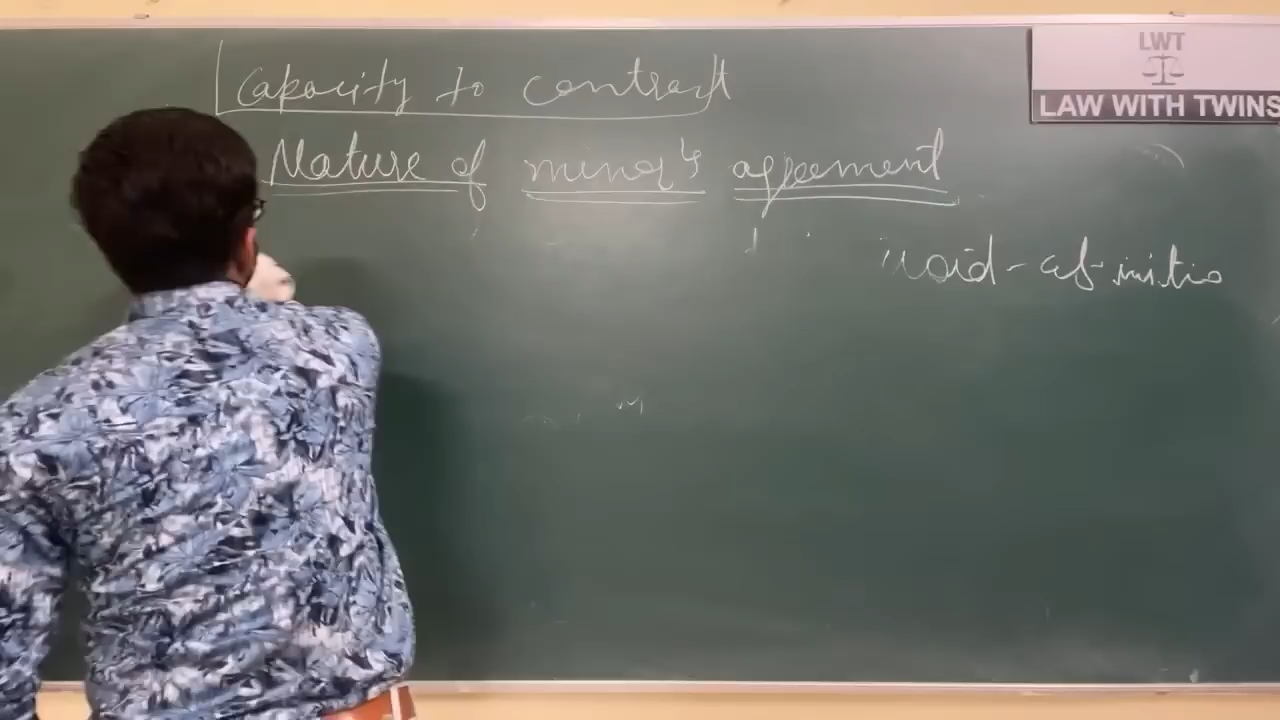 Capacity to contract
Nature of minor's agreement
void-ab-initio
LWT
LAW WITH TWINS